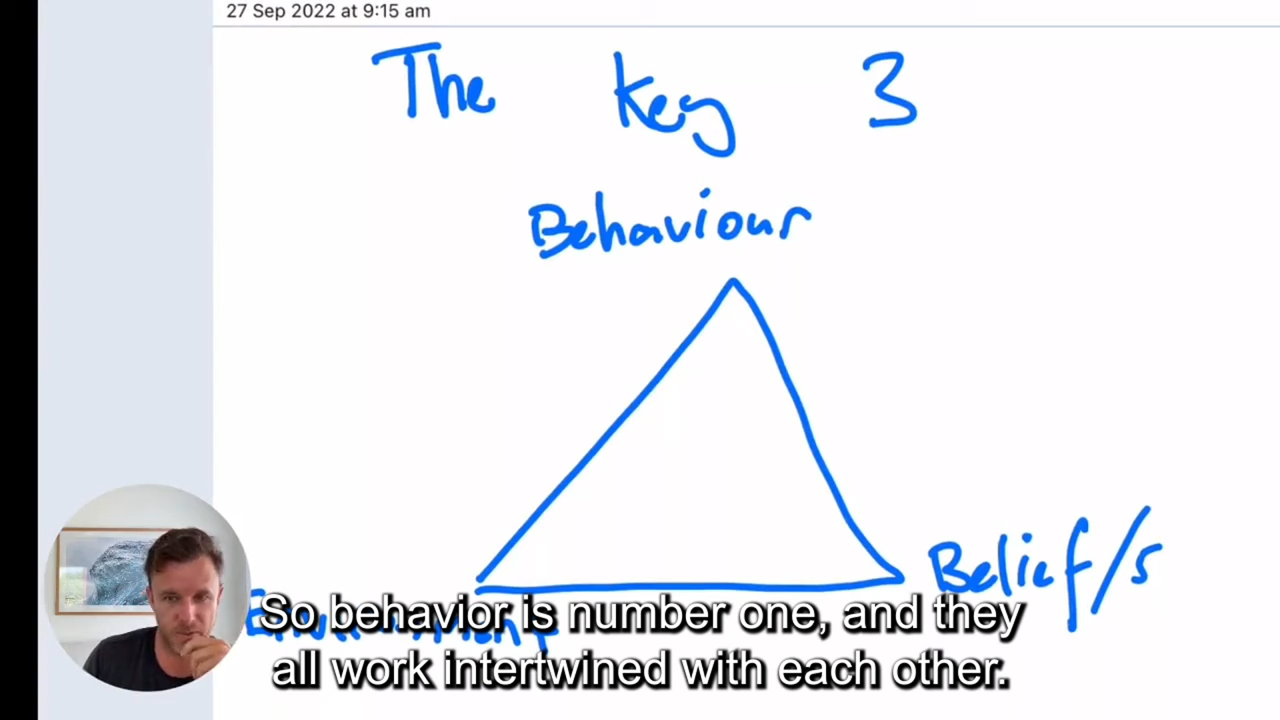 27 Sep 2022 at 9:15 am
The key 3
Behaviour
Belief/s
So behavior is number one, and they
all work intertwined with each other.